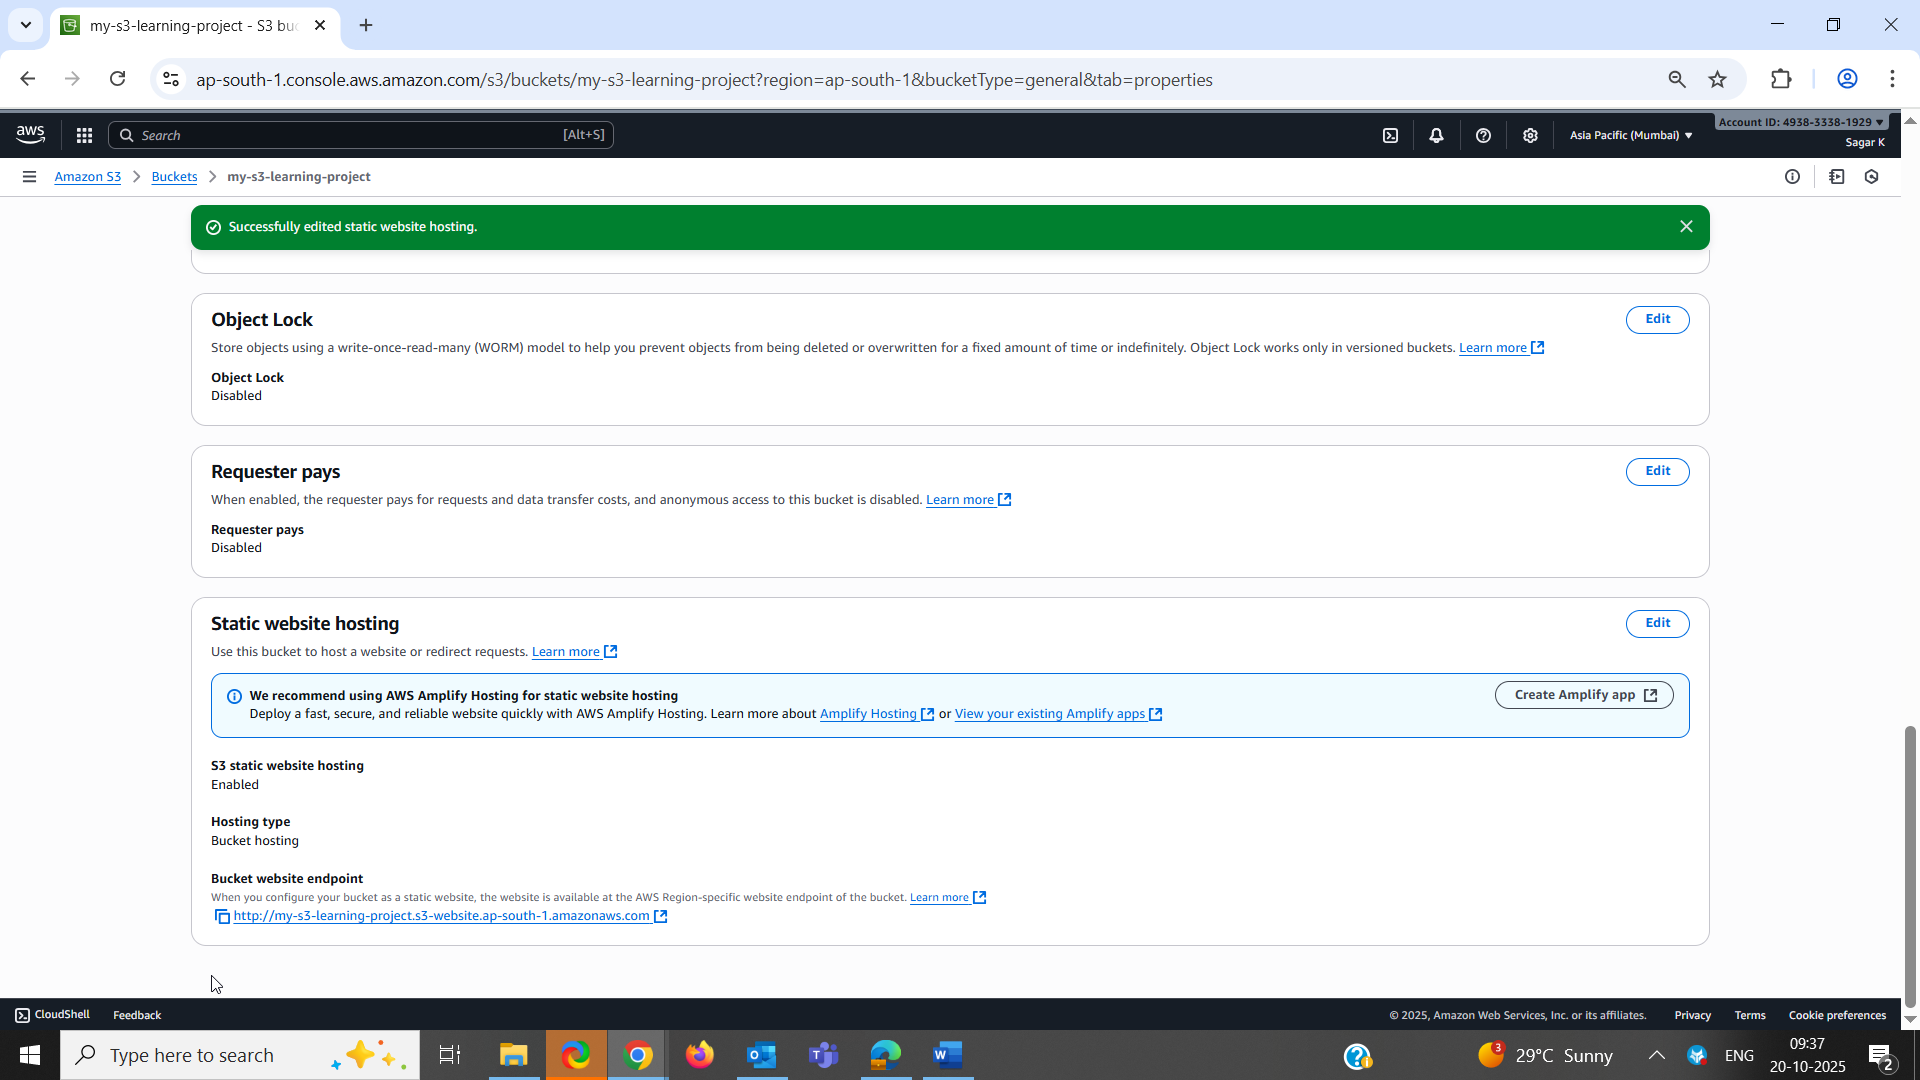 my-s3-learning-project - S3 buc
ap-south-1.console.aws.amazon.com/s3/buckets/my-s3-learning-project?region=ap-south-1&bucketType=general&tab=properties
aws
Search
[Alt+S]
Asia Pacific (Mumbai)
Account ID: 4938-3338-1929
Sagar K
Amazon S3 > Buckets > my-s3-learning-project
Successfully edited static website hosting.
Object Lock
Edit
Store objects using a write-once-read-many (WORM) model to help you prevent objects from being deleted or overwritten for a fixed amount of time or indefinitely. Object Lock works only in versioned buckets. Learn more
Object Lock
Disabled
Requester pays
Edit
When enabled, the requester pays for requests and data transfer costs, and anonymous access to this bucket is disabled. Learn more
Requester pays
Disabled
Static website hosting
Edit
Use this bucket to host a website or redirect requests. Learn more
We recommend using AWS Amplify Hosting for static website hosting
Create Amplify app
Deploy a fast, secure, and reliable website quickly with AWS Amplify Hosting. Learn more about Amplify Hosting or View your existing Amplify apps
S3 static website hosting
Enabled
Hosting type
Bucket hosting
Bucket website endpoint
When you configure your bucket as a static website, the website is available at the AWS Region-specific website endpoint of the bucket. Learn more
http://my-s3-learning-project.s3-website.ap-south-1.amazonaws.com
CloudShell
Feedback
© 2025, Amazon Web Services, Inc. or its affiliates.
Privacy
Terms
Cookie preferences
Type here to search
3
29°C Sunny
ENG
09:37
20-10-2025
2